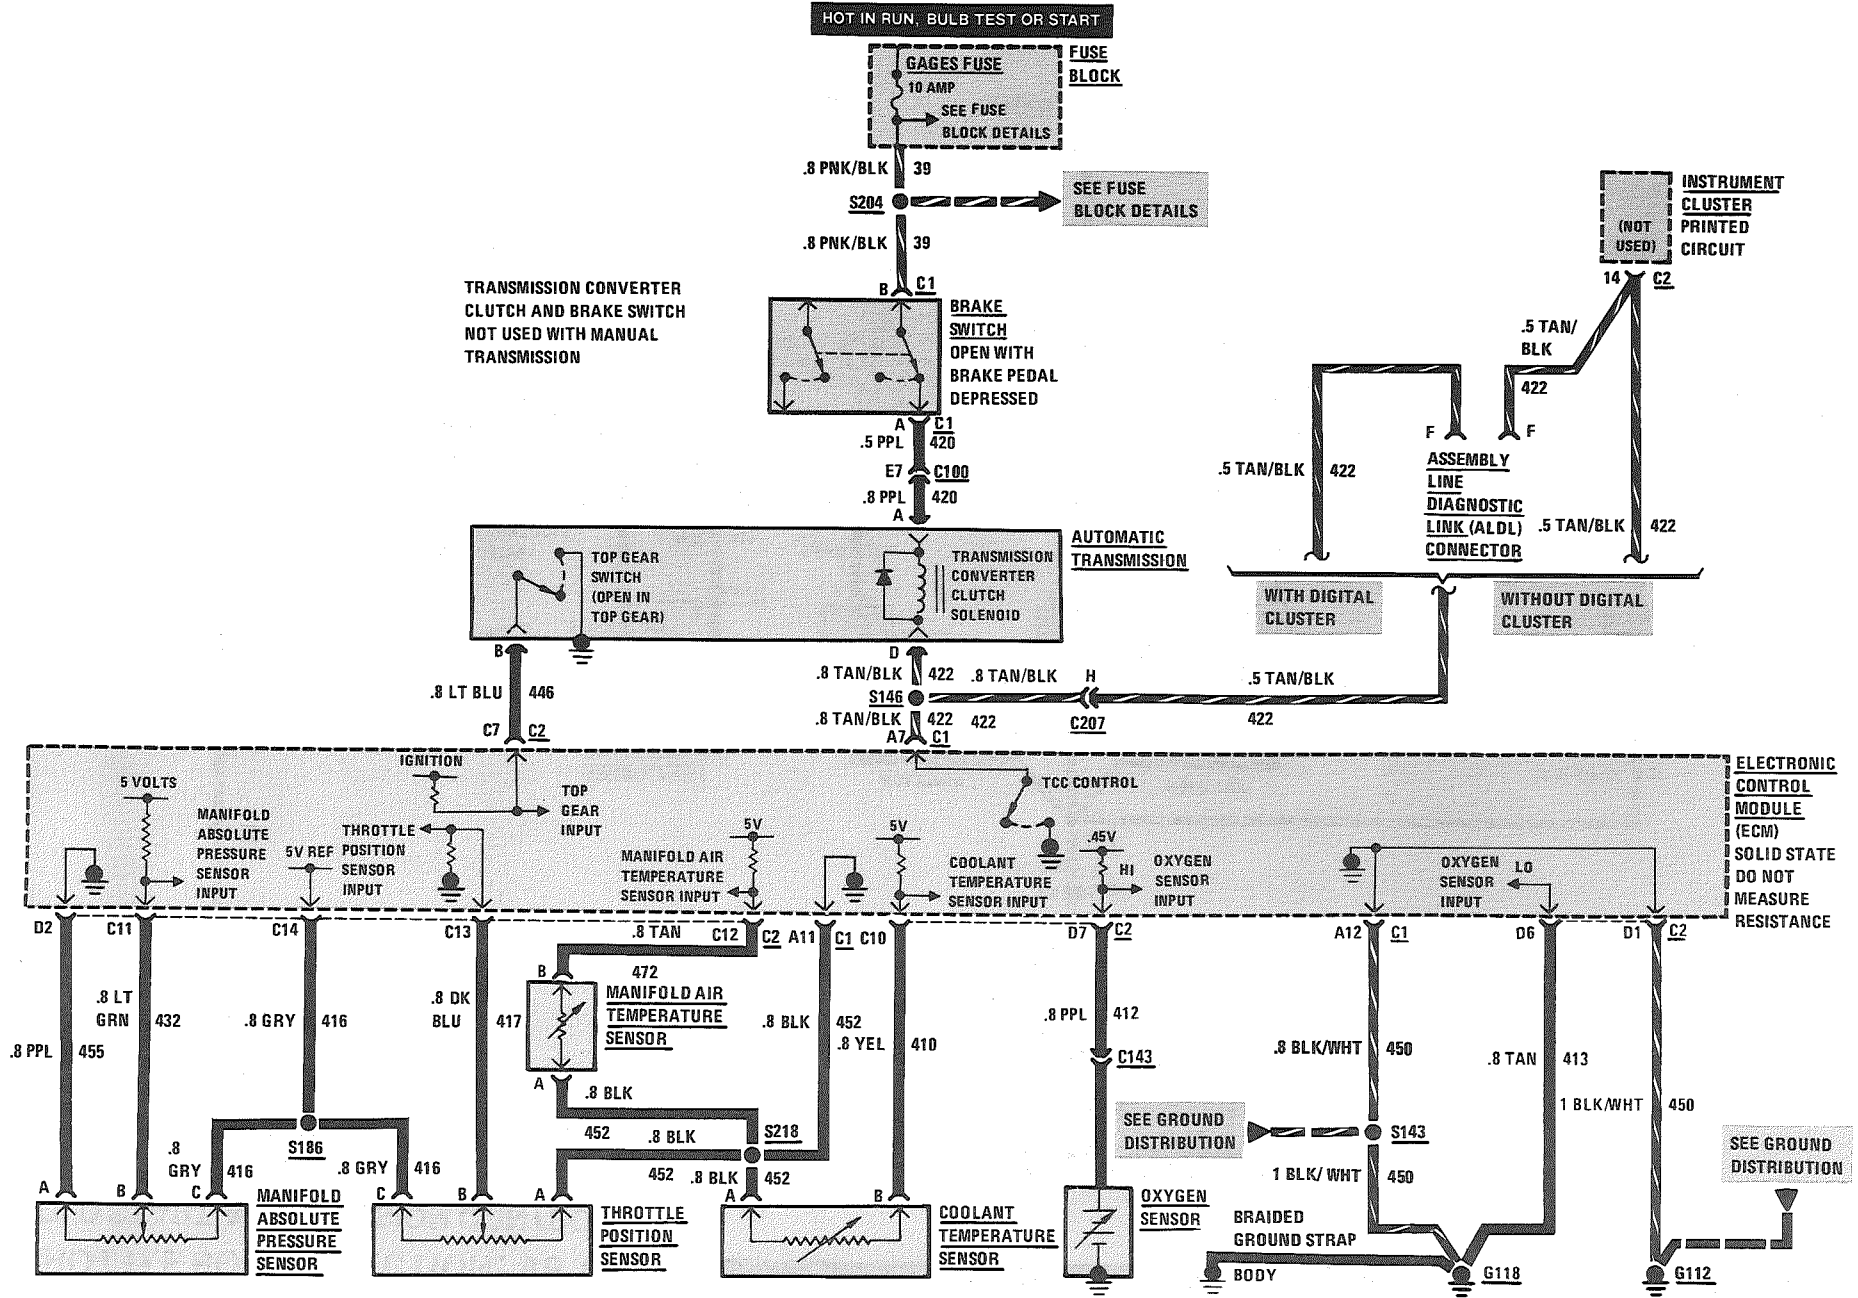 HOT IN RUN, BULB TEST OR START
FUSE
BLOCK
GAGES FUSE
10 AMP
SEE FUSE
BLOCK DETAILS
.8 PNK/BLK
39
S204
SEE FUSE
BLOCK DETAILS
.8 PNK/BLK
39
B
C1
TRANSMISSION CONVERTER
CLUTCH AND BRAKE SWITCH
NOT USED WITH MANUAL
TRANSMISSION
BRAKE
SWITCH
OPEN WITH
BRAKE PEDAL
DEPRESSED
A
C1
.5 PPL
420
E7
C100
.8 PPL
420
A
INSTRUMENT
CLUSTER
PRINTED
CIRCUIT
(NOT
USED)
14
C2
.5 TAN/
BLK
422
F
F
ASSEMBLY
LINE
DIAGNOSTIC
LINK (ALDL)
CONNECTOR
.5 TAN/BLK
422
.5 TAN/BLK
422
WITH DIGITAL
CLUSTER
WITHOUT DIGITAL
CLUSTER
AUTOMATIC
TRANSMISSION
TOP GEAR
SWITCH
(OPEN IN
TOP GEAR)
TRANSMISSION
CONVERTER
CLUTCH
SOLENOID
B
D
.8 LT BLU
446
.8 TAN/BLK
422
.8 TAN/BLK
H
.5 TAN/BLK
S146
.8 TAN/BLK
422
422
C207
422
C7
C2
A7
C1
ELECTRONIC
CONTROL
MODULE
(ECM)
SOLID STATE
DO NOT
MEASURE
RESISTANCE
5 VOLTS
MANIFOLD
ABSOLUTE
PRESSURE
SENSOR
INPUT
5V REF
IGNITION
TOP
GEAR
INPUT
THROTTLE
POSITION
SENSOR
INPUT
MANIFOLD AIR
TEMPERATURE
SENSOR INPUT
5V
5V
COOLANT
TEMPERATURE
SENSOR INPUT
TCC CONTROL
.45V
HI
OXYGEN
SENSOR
INPUT
OXYGEN
SENSOR
INPUT
LO
D2
C11
C14
C13
.8 TAN
C12
C2
A11
C1
C10
D7
C2
A12
C1
D6
D1
C2
B
472
MANIFOLD AIR
TEMPERATURE
SENSOR
A
.8 PPL
455
.8 LT
GRN
432
.8 GRY
416
.8 DK
BLU
417
.8 BLK
452
.8 YEL
410
.8 PPL
412
C143
.8 BLK/WHT
450
.8 TAN
413
1 BLK/WHT
450
.8 BLK
452
.8 BLK
S218
452
.8 BLK
452
S186
.8
GRY
416
.8 GRY
416
SEE GROUND
DISTRIBUTION
S143
1 BLK/ WHT
450
SEE GROUND
DISTRIBUTION
A
B
C
MANIFOLD
ABSOLUTE
PRESSURE
SENSOR
C
B
A
THROTTLE
POSITION
SENSOR
A
B
COOLANT
TEMPERATURE
SENSOR
OXYGEN
SENSOR
BRAIDED
GROUND STRAP
BODY
G118
G112